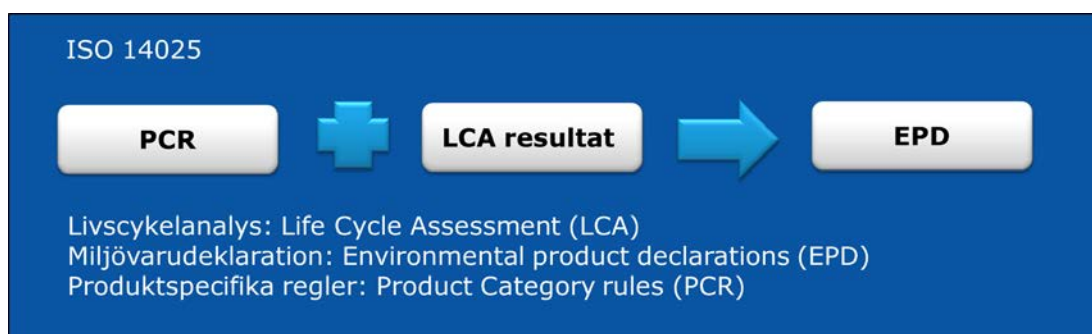 ISO 14025
PCR
LCA resultat
EPD
Livscykelanalys: Life Cycle Assessment (LCA)
Miljövarudeklaration: Environmental product declarations (EPD)
Produktspecifika regler: Product Category rules (PCR)